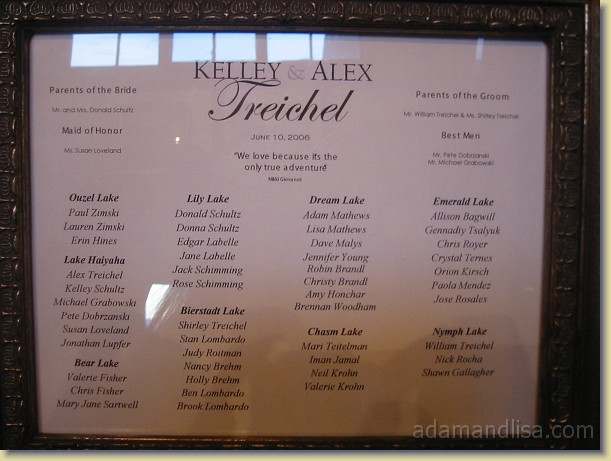 KELLEY & ALEX
Treichel
JUNE 10, 2006
"We love because it's the
only true adventure"
Nikki Giovanni
Parents of the Bride
Mr. and Mrs. Donald Schultz
Maid of Honor
Ms. Susan Loveland
Parents of the Groom
Mr. William Treichel & Ms. Shirley Treichel
Best Men
Mr. Pete Dobrzanski
Mr. Michael Grabowski
Ouzel Lake
Paul Zimski
Lauren Zimski
Erin Hines
Lake Haiyaha
Alex Treichel
Kelley Schultz
Michael Grabowski
Pete Dobrzanski
Susan Loveland
Jonathan Lupfer
Bear Lake
Valerie Fisher
Chris Fisher
Mary Jane Sartwell
Lily Lake
Donald Schultz
Donna Schultz
Edgar Labelle
Jane Labelle
Jack Schimming
Rose Schimming
Bierstadt Lake
Shirley Treichel
Stan Lombardo
Judy Roitman
Nancy Brehm
Holly Brehm
Ben Lombardo
Brook Lombardo
Dream Lake
Adam Mathews
Lisa Mathews
Dave Malys
Jennifer Young
Robin Brandl
Christy Brandl
Amy Honchar
Brennan Woodham
Chasm Lake
Mari Teitelman
Iman Jamal
Neil Krohn
Valerie Krohn
Emerald Lake
Allison Bagwill
Gennadiy Tsalyuk
Chris Royer
Crystal Ternes
Orion Kirsch
Paola Mendez
Jose Rosales
Nymph Lake
William Treichel
Nick Rocha
Shawn Gallagher
adamandlisa.com